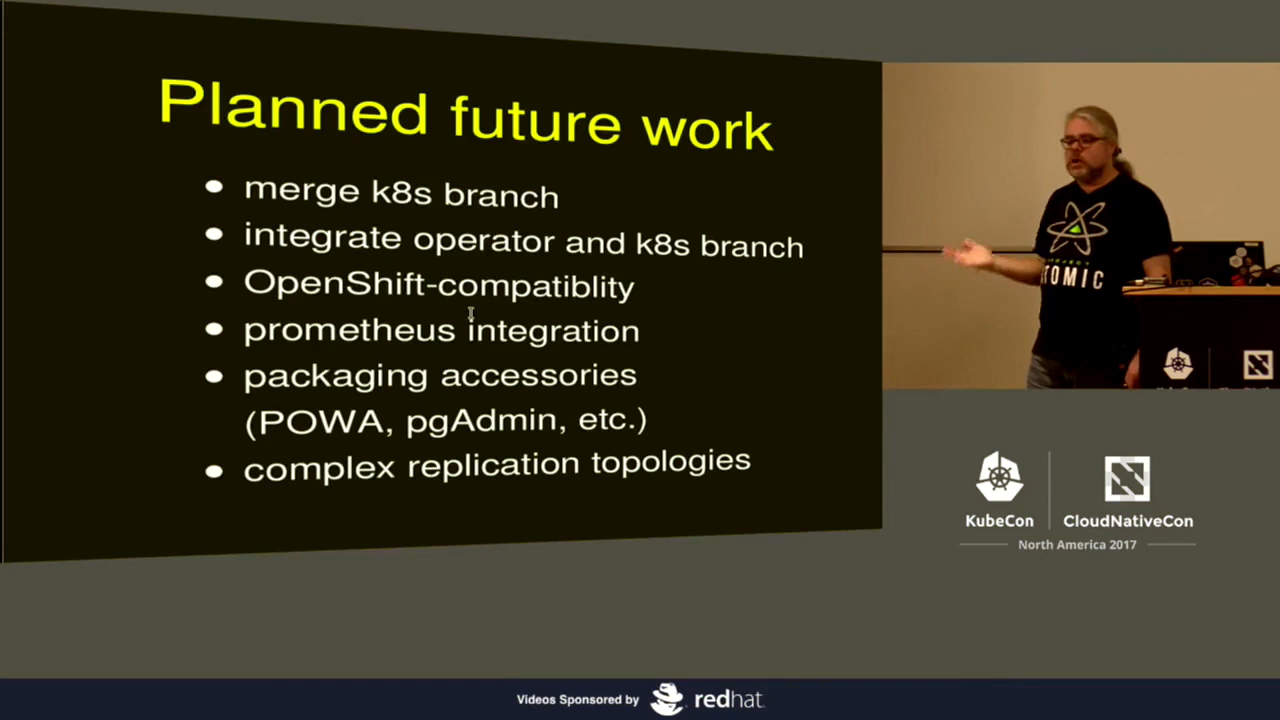 Planned future work
• merge k8s branch
• integrate operator and k8s branch
• OpenShift-compatiblity
• prometheus integration
• packaging accessories
(POWA, pgAdmin, etc.)
• complex replication topologies
TOMIC
KubeCon
CloudNativeCon
North America 2017
Videos Sponsored by
redhat.